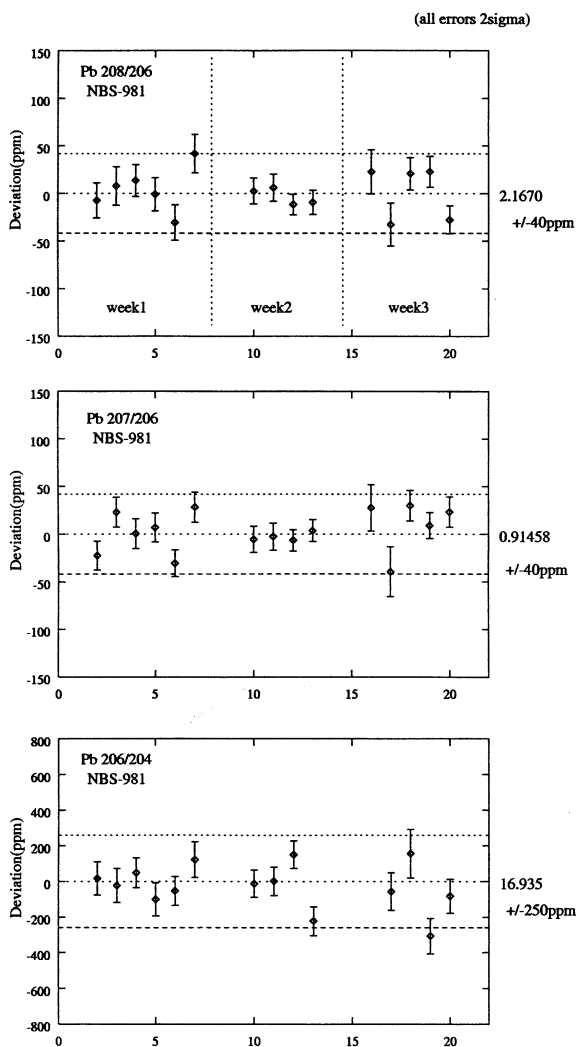 (all errors 2sigma)
150
Pb 208/206
NBS-981
100
50
0
-50
-100
-150
Deviation(ppm)
2.1670
+/-40ppm
week1
week2
week3
0
5
10
15
20
150
Pb 207/206
NBS-981
100
50
0
-50
-100
-150
Deviation(ppm)
0.91458
+/-40ppm
0
5
10
15
20
800
Pb 206/204
NBS-981
600
400
200
0
-200
-400
-600
-800
Deviation(ppm)
16.935
+/-250ppm
0
5
10
15
20